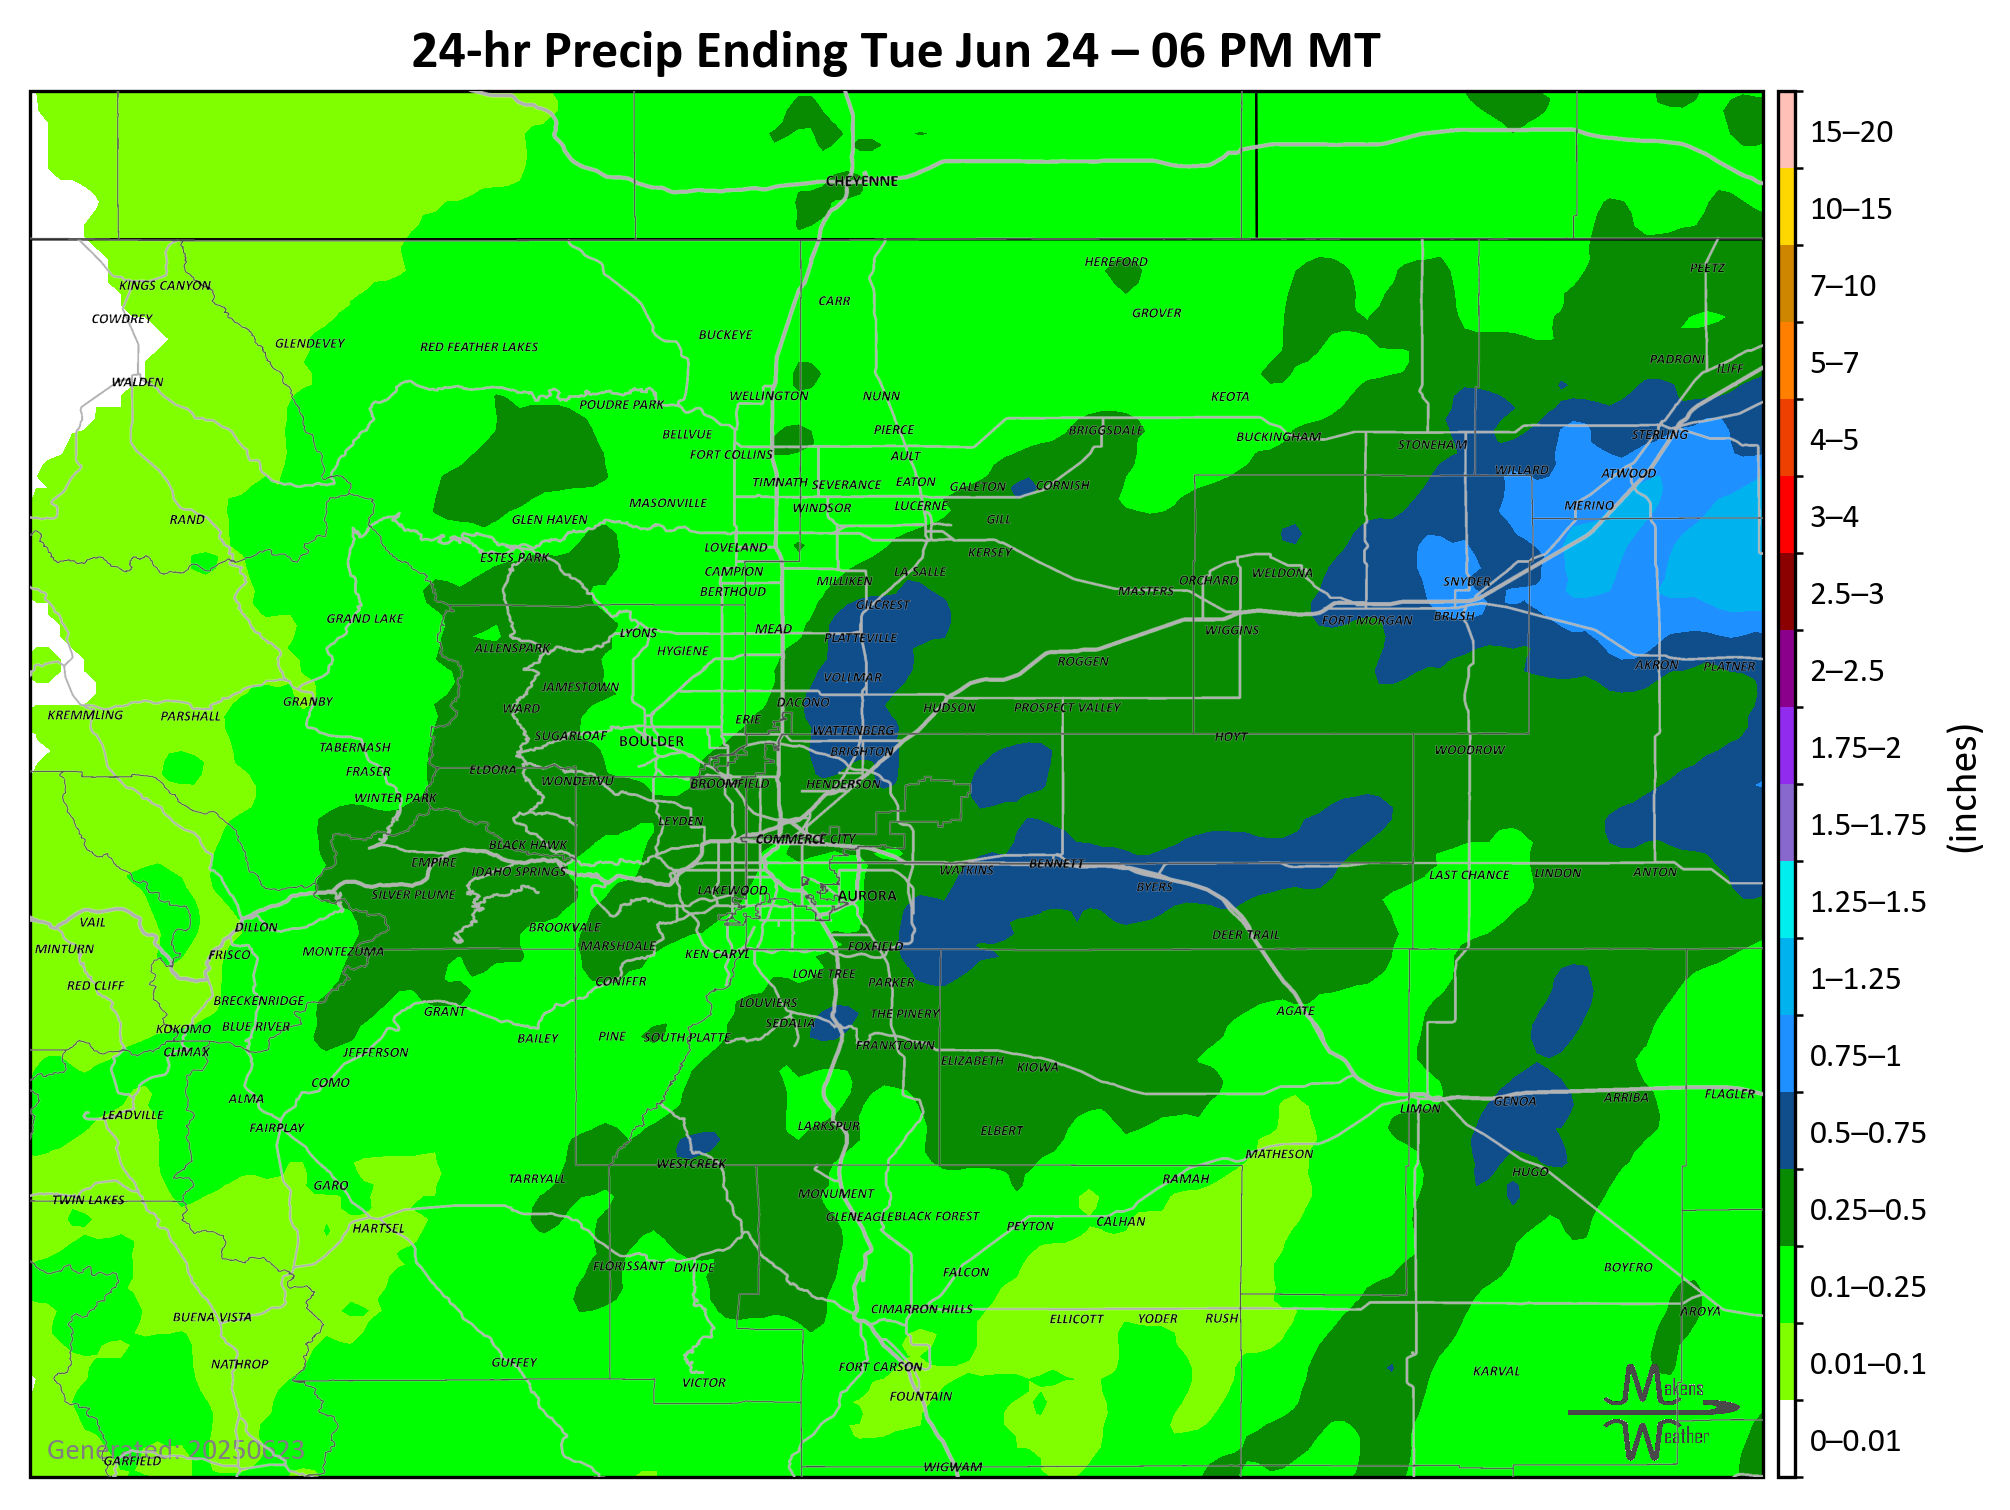 24-hr Precip Ending Tue Jun 24 – 06 PM MT
CHEYENNE
HEREFORD
PEETZ
KINGS CANYON
CARR
COWDREY
GROVER
BUCKEYE
GLENDEVEY
RED FEATHER LAKES
PADRONI
ILIFF
WALDEN
WELLINGTON
NUNN
KEOTA
POUDRE PARK
BELLVUE
PIERCE
BRIGGSDALE
BUCKINGHAM
STERLING
STONEHAM
FORT COLLINS
AULT
WILLARD
ATWOOD
TIMNATH
SEVERANCE
EATON
GALETON
CORNISH
MASONVILLE
WINDSOR
LUCERNE
MERINO
RAND
GLEN HAVEN
GILL
LOVELAND
KERSEY
ESTES PARK
CAMPION
LA SALLE
WELDONA
MILLIKEN
ORCHARD
SNYDER
BERTHOUD
MASTERS
GILCREST
GRAND LAKE
FORT MORGAN
BRUSH
LYONS
MEAD
WIGGINS
PLATTEVILLE
ALLENSPARK
HYGIENE
ROGGEN
AKRON
PLATNER
VOLLMAR
JAMESTOWN
GRANBY
DACONO
WARD
HUDSON
PROSPECT VALLEY
KREMMLING
PARSHALL
ERIE
WATTENBERG
SUGARLOAF
BOULDER
HOYT
TABERNASH
BRIGHTON
WOODROW
FRASER
ELDORA
WONDERVU
BROOMFIELD
HENDERSON
WINTER PARK
LEYDEN
COMMERCE CITY
BLACK HAWK
EMPIRE
IDAHO SPRINGS
WATKINS
BENNETT
LAST CHANCE
LINDON
ANTON
BYERS
SILVER PLUME
LAKEWOOD
AURORA
VAIL
DILLON
BROOKVALE
DEER TRAIL
MINTURN
FRISCO
MONTEZUMA
MARSHDALE
KEN CARYL
FOXFIELD
RED CLIFF
CONIFER
LONE TREE
PARKER
BRECKENRIDGE
GRANT
LOUVIERS
THE PINERY
AGATE
KOKOMO
BLUE RIVER
SEDALIA
BAILEY
PINE
SOUTH PLATTE
FRANKTOWN
CLIMAX
JEFFERSON
ELIZABETH
KIOWA
COMO
ALMA
GENOA
ARRIBA
FLAGLER
LEADVILLE
LIMON
FAIRPLAY
LARKSPUR
ELBERT
MATHESON
WESTCREEK
HUGO
GARO
TARRYALL
RAMAH
MONUMENT
TWIN LAKES
GLENEAGLE
BLACK FOREST
HARTSEL
PEYTON
CALHAN
FLORISSANT
DIVIDE
FALCON
BOYERO
BUENA VISTA
CIMARRON HILLS
ELLICOTT
YODER
RUSH
AROYA
NATHROP
GUFFEY
FORT CARSON
KARVAL
VICTOR
FOUNTAIN
GARFIELD
WIGWAM
Generated: 20250623
Makens
Weather
15–20
10–15
7–10
5–7
4–5
3–4
2.5–3
2–2.5
1.75–2
1.5–1.75
1.25–1.5
1–1.25
0.75–1
0.5–0.75
0.25–0.5
0.1–0.25
0.01–0.1
0–0.01
(inches)